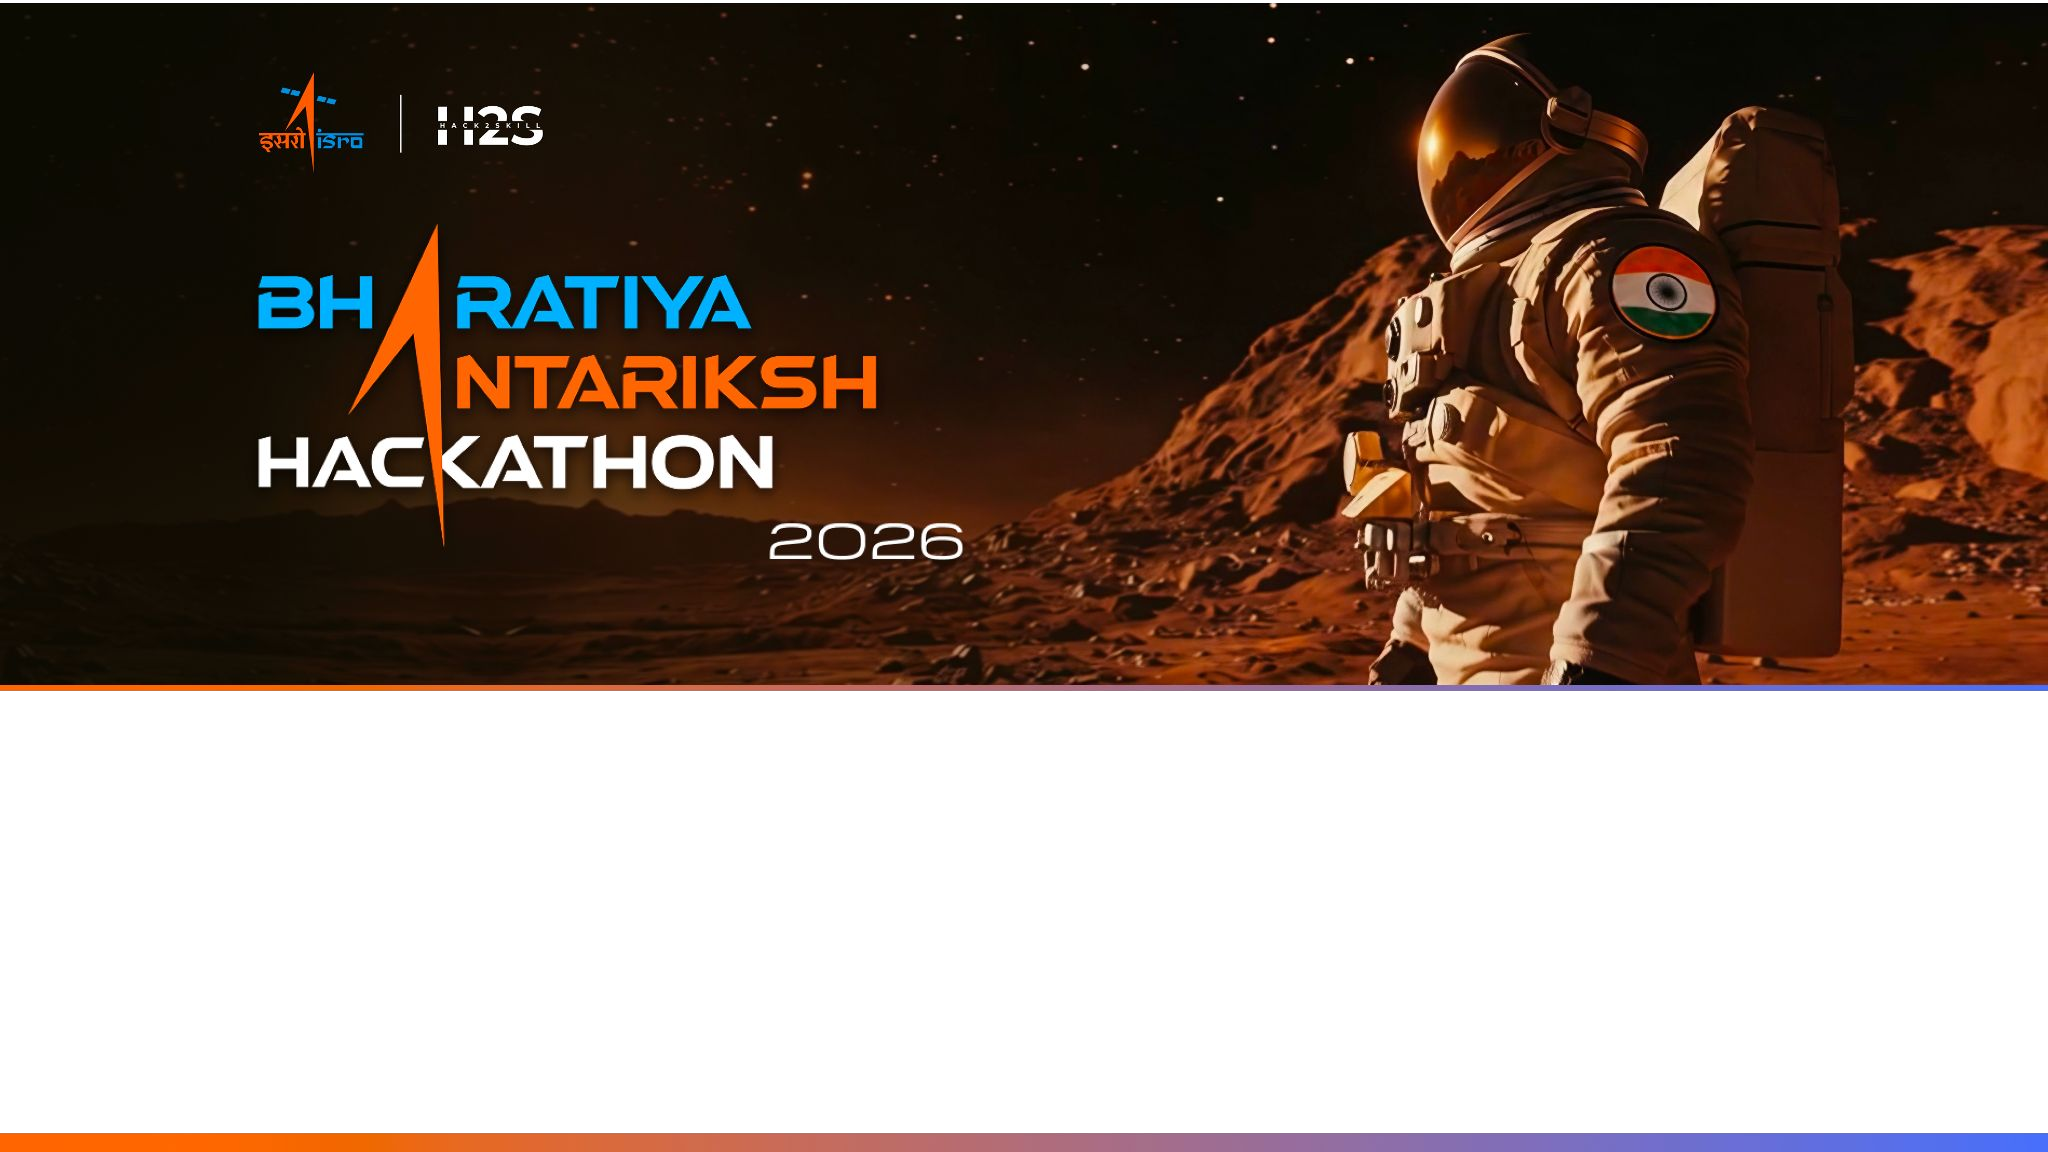 इसरो isro
H2S
HACK2SKILL
BHARATIYA
ANTARIKSH
HACKATHON
2026